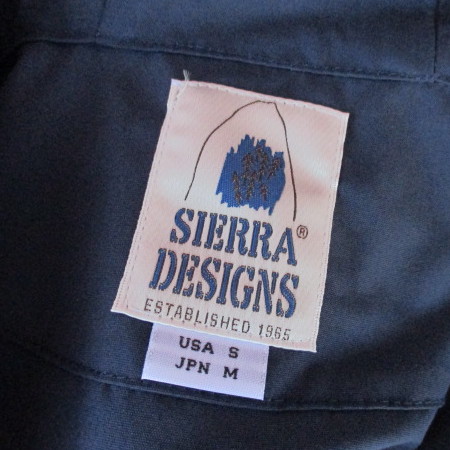 SIERRA®
DESIGNS
ESTABLISHED 1965
USA S
JPN M